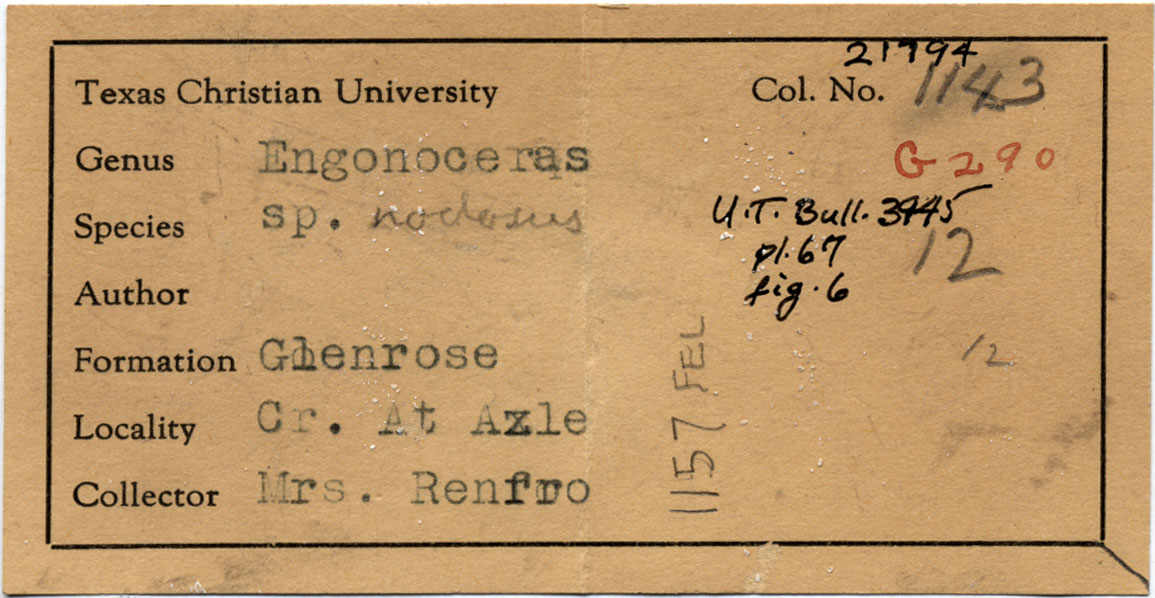 21794
Texas Christian University Col. No. 1143
Genus Engonoceras G290
Species sp. nodosus U.T. Bull. 3945
pl. 67 12
fig. 6
Author
Formation Glenrose 12
Locality Cr. At Azle
Collector Mrs. Renfro
1157 FEL